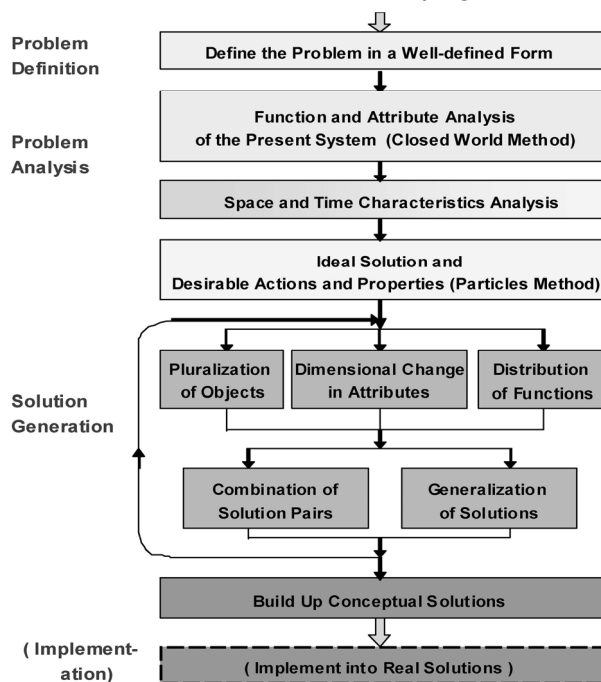 Problem
Definition
Define the Problem in a Well-defined Form
Problem
Analysis
Function and Attribute Analysis
of the Present System (Closed World Method)
Space and Time Characteristics Analysis
Ideal Solution and
Desirable Actions and Properties (Particles Method)
Solution
Generation
Pluralization
of Objects
Dimensional Change
in Attributes
Distribution
of Functions
Combination of
Solution Pairs
Generalization
of Solutions
Build Up Conceptual Solutions
( Implement-
ation)
( Implement into Real Solutions )